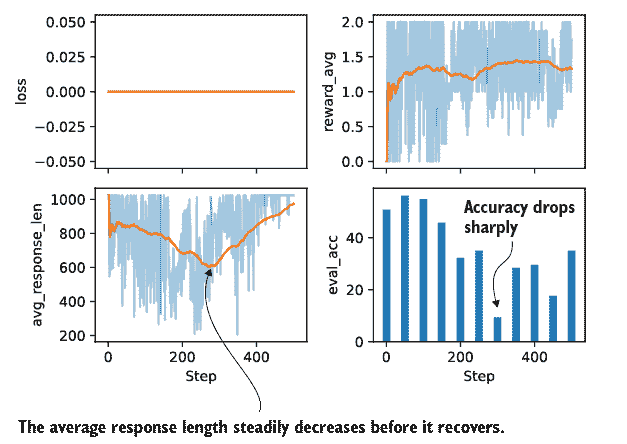 0.050
0.025
0.000
−0.025
−0.050
loss
2.0
1.5
1.0
0.5
0.0
reward_avg
1000
800
600
400
200
avg_response_len
0
200
400
Step
40
20
0
eval_acc
Accuracy drops
sharply
0
200
400
Step
The average response length steadily decreases before it recovers.